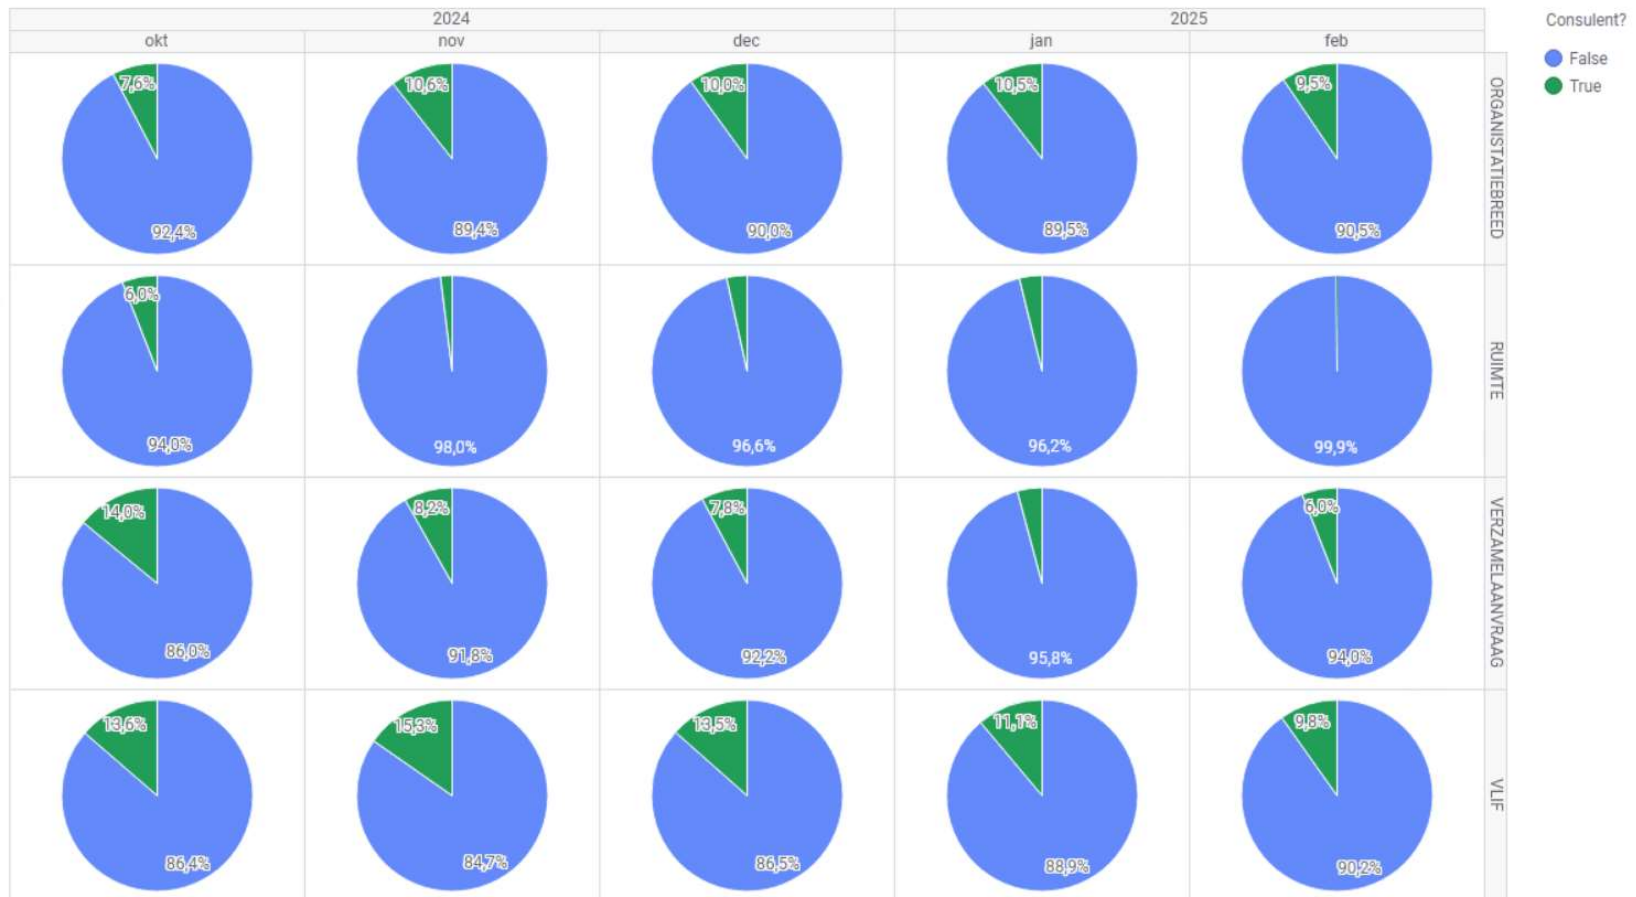 2024 2025
okt nov dec jan feb
Consulent?
False
True
7,6% 10,6% 10,0% 10,5% 9,5%
92,4% 89,4% 90,0% 89,5% 90,5%
ORGANISTATIEBREED
6,0%
94,0% 98,0% 96,6% 96,2% 99,9%
RUIMTE
14,0% 8,2% 7,8% 6,0%
86,0% 91,8% 92,2% 95,8% 94,0%
VERZAMELAANVRAAG
13,6% 15,3% 13,5% 11,1% 9,8%
86,4% 84,7% 86,5% 88,9% 90,2%
VLIF